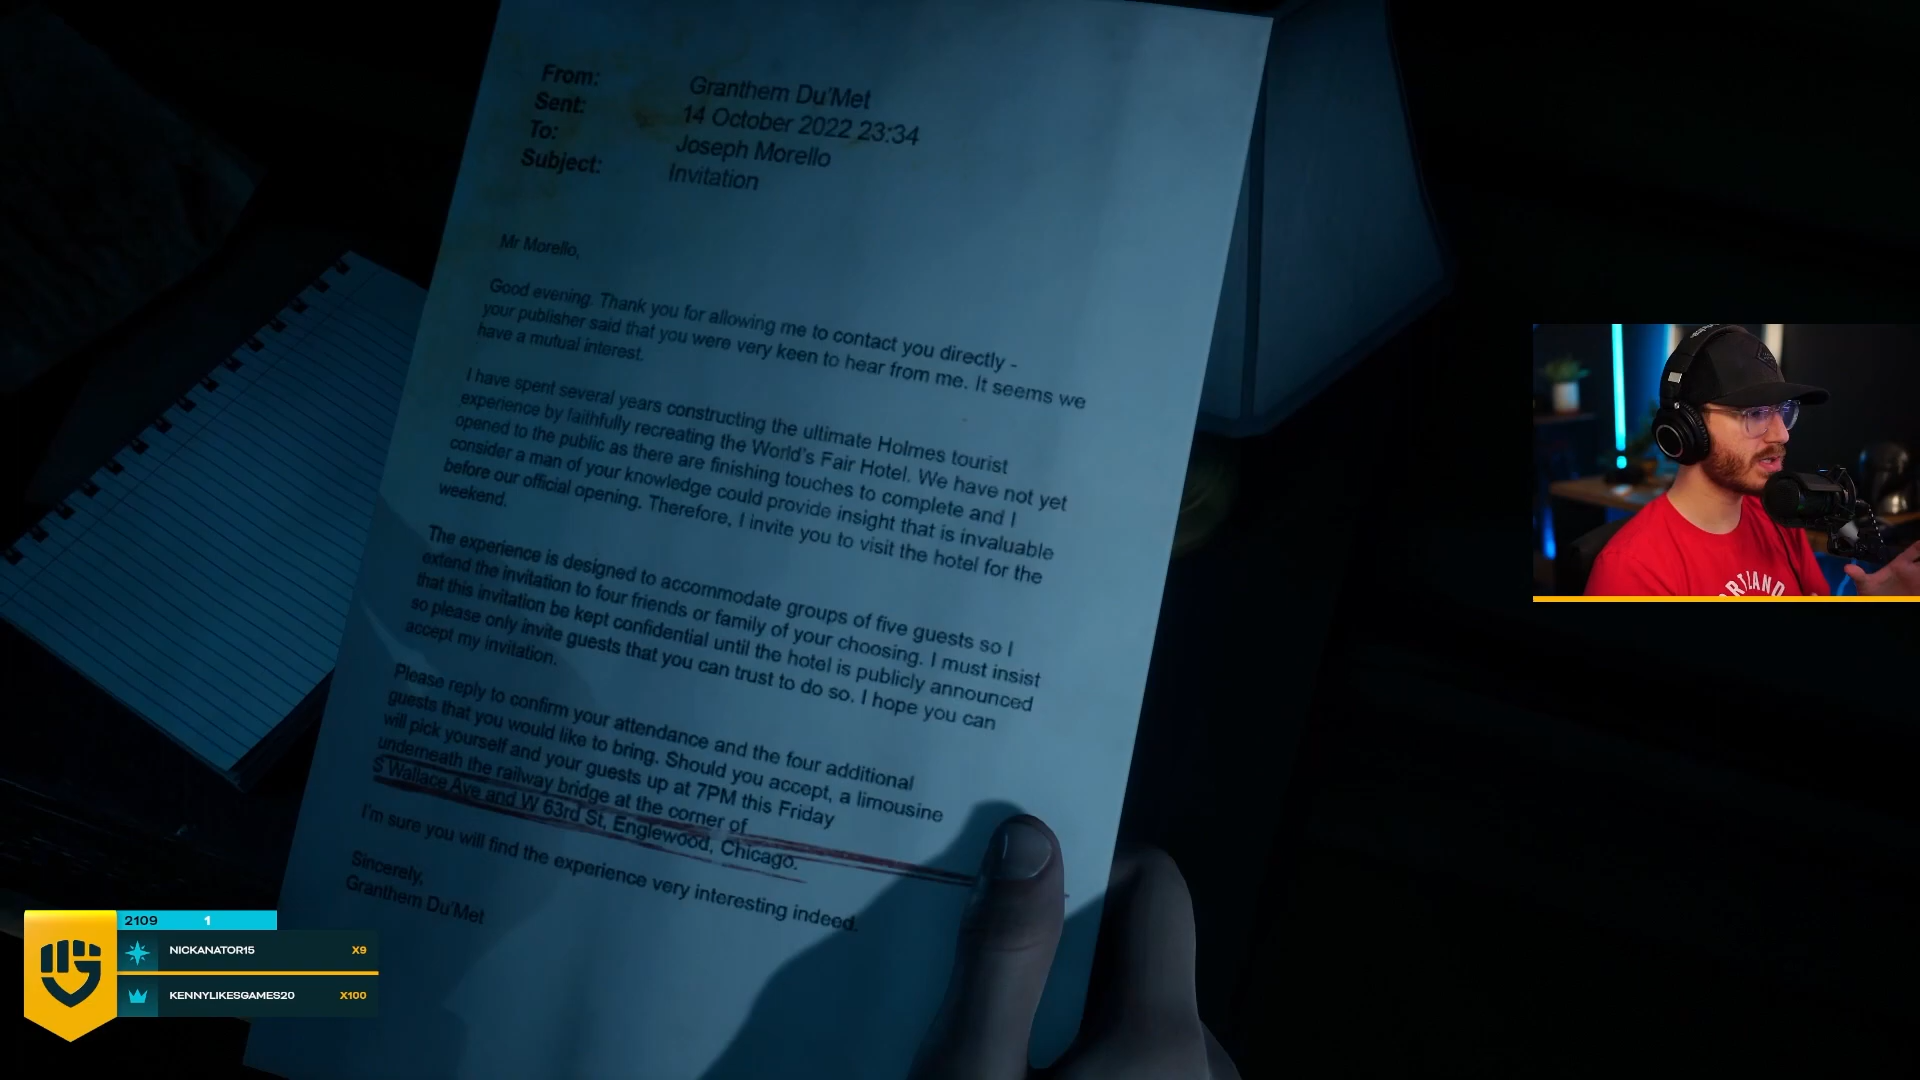 From: Granthem Du'Met
Sent: 14 October 2022 23:34
To: Joseph Morello
Subject: Invitation
Mr Morello,
Good evening. Thank you for allowing me to contact you directly -
your publisher said that you were very keen to hear from me. It seems we
have a mutual interest.
I have spent several years constructing the ultimate Holmes tourist
experience by faithfully recreating the World's Fair Hotel. We have not yet
opened to the public as there are finishing touches to complete and I
consider a man of your knowledge could provide insight that is invaluable
before our official opening. Therefore, I invite you to visit the hotel for the
weekend.
The experience is designed to accommodate groups of five guests so I
extend the invitation to four friends or family of your choosing. I must insist
that this invitation be kept confidential until the hotel is publicly announced
so please only invite guests that you can trust to do so. I hope you can
accept my invitation.
Please reply to confirm your attendance and the four additional
guests that you would like to bring. Should you accept, a limousine
will pick yourself and your guests up at 7PM this Friday
underneath the railway bridge at the corner of
S Wallace Ave and W 63rd St, Englewood, Chicago.
I'm sure you will find the experience very interesting indeed.
Sincerely,
Granthem Du'Met
2109 1
NICKANATOR15 X9
KENNYLIKESGAMES20 X100